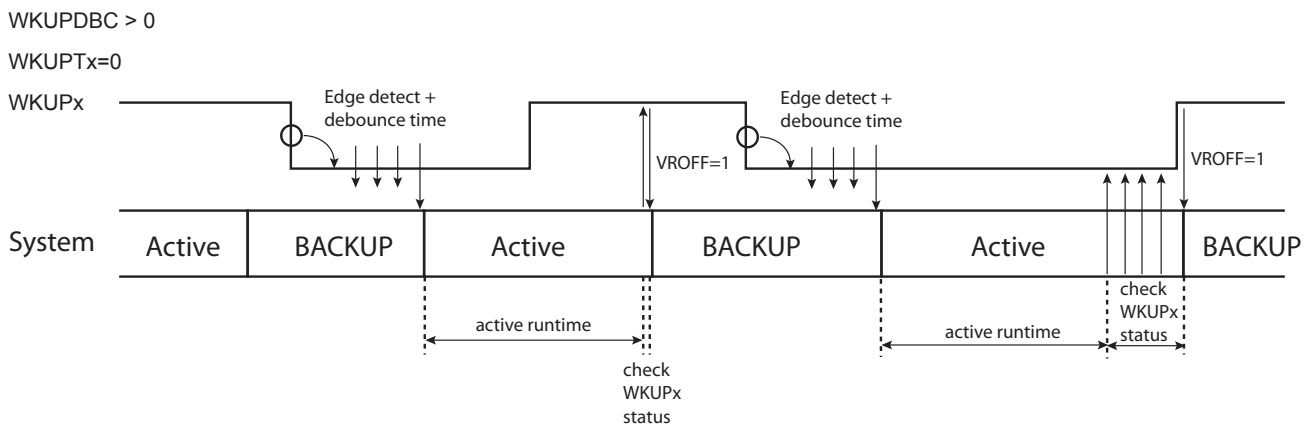 WKUPDBC > 0
WKUPTx=0
WKUPx
Edge detect +
debounce time
VROFF=1
Edge detect +
debounce time
VROFF=1
System
Active
BACKUP
Active
BACKUP
Active
BACKUP
active runtime
check
WKUPx
status
active runtime
check
WKUPx
status